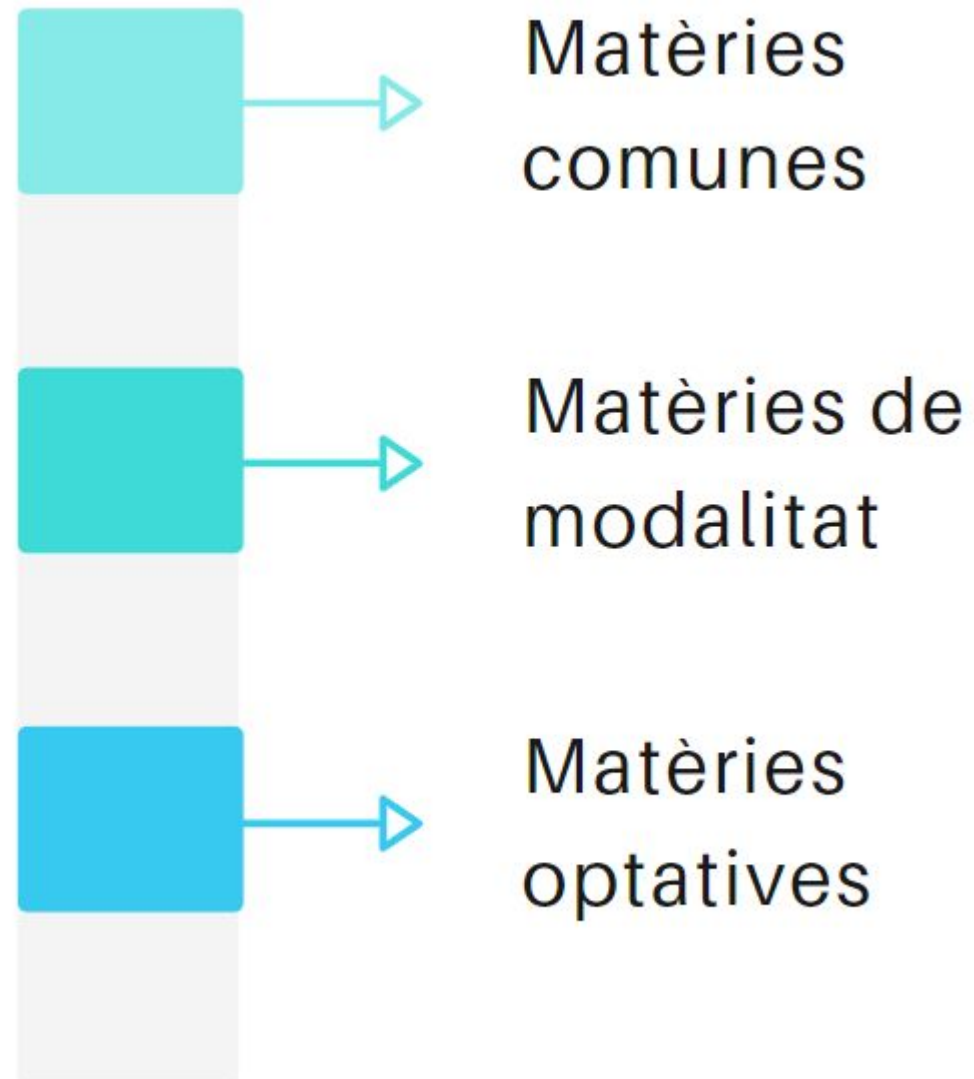 Matèries
comunes
Matèries de
modalitat
Matèries
optatives